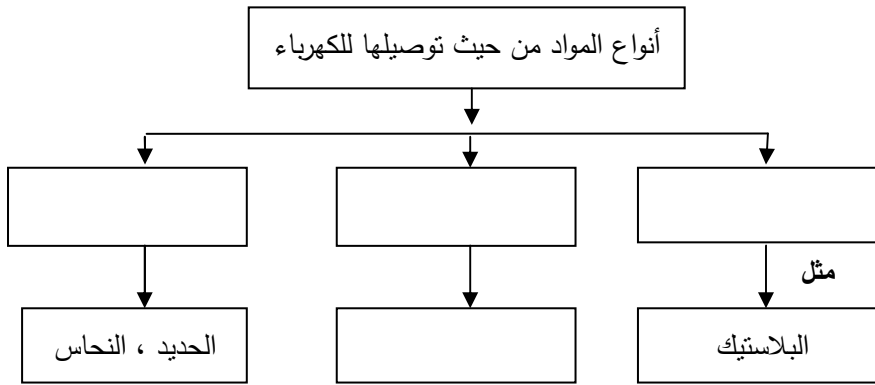 أنواع المواد من حيث توصيلها للكهرباء
مثل
البلاستيك
الحديد ، النحاس